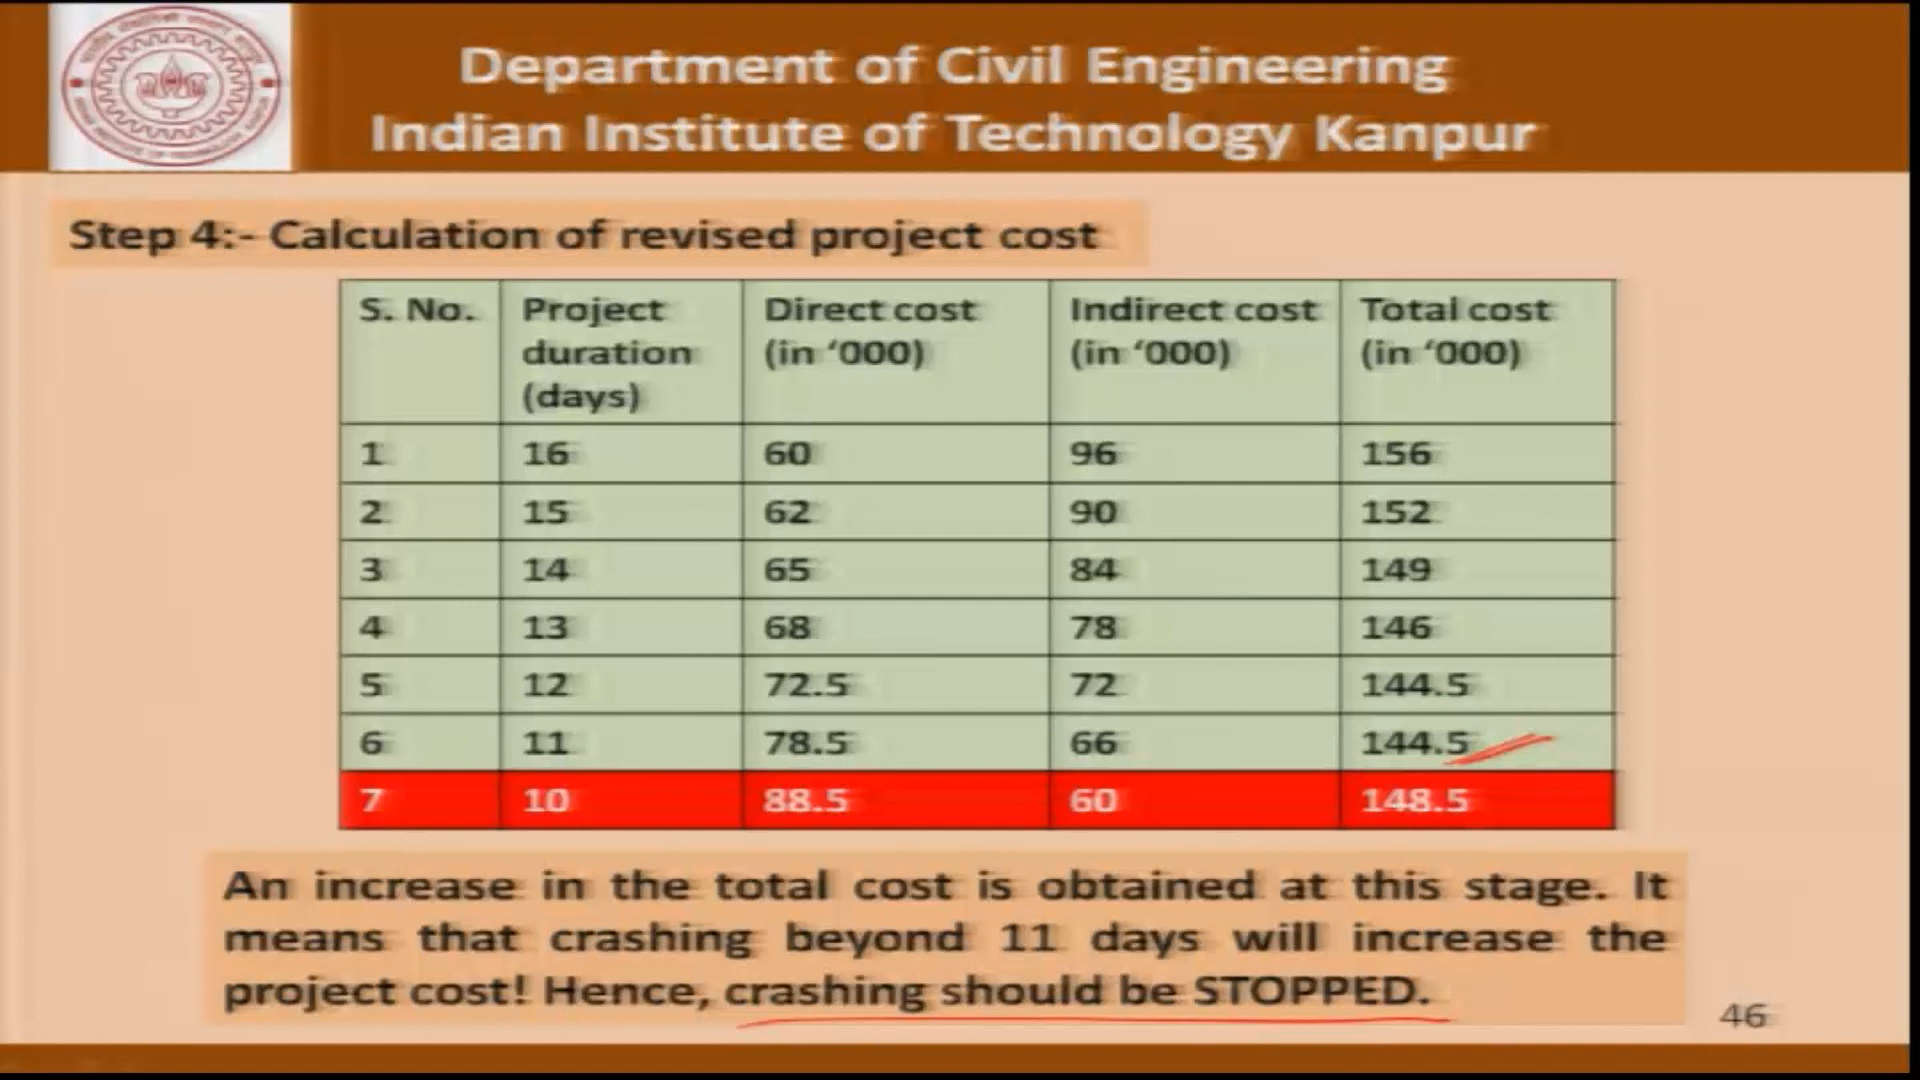 Department of Civil Engineering
Indian Institute of Technology Kanpur
Step 4:- Calculation of revised project cost
S. No. Project duration (days) Direct cost (in ‘000) Indirect cost (in ‘000) Total cost (in ‘000)
1 16 60 96 156
2 15 62 90 152
3 14 65 84 149
4 13 68 78 146
5 12 72.5 72 144.5
6 11 78.5 66 144.5
7 10 88.5 60 148.5
An increase in the total cost is obtained at this stage. It
means that crashing beyond 11 days will increase the
project cost! Hence, crashing should be STOPPED.
46